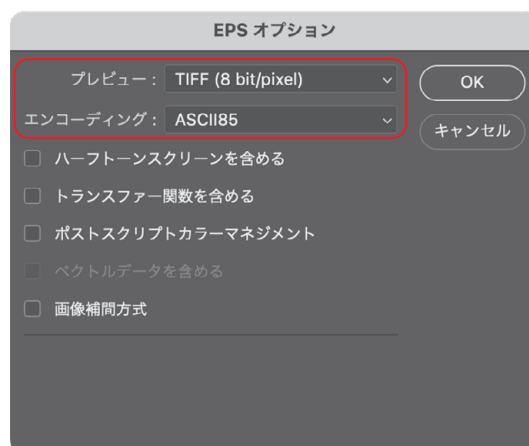 EPS オプション
プレビュー： TIFF (8 bit/pixel)
OK
エンコーディング： ASCII85
キャンセル
ハーフトーンスクリーンを含める
トランスファー関数を含める
ポストスクリプトカラーマネジメント
ベクトルデータを含める
画像補間方式